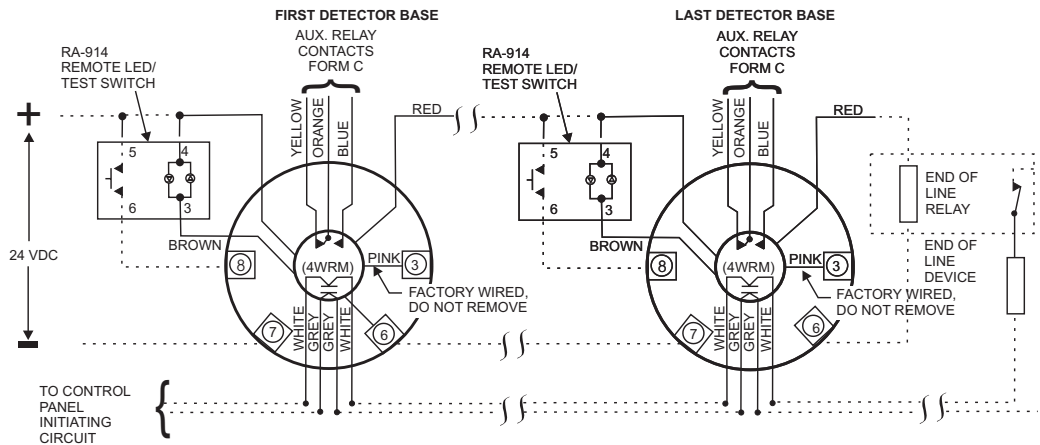 FIRST DETECTOR BASE
AUX. RELAY
CONTACTS
FORM C
RA-914
REMOTE LED/
TEST SWITCH
+
YELLOW
ORANGE
BLUE
RED
5
4
6
3
BROWN
24 VDC
8
(4WRM)
PINK
3
FACTORY WIRED,
DO NOT REMOVE
7
WHITE
GREY
GREY
WHITE
6
TO CONTROL
PANEL
INITIATING
CIRCUIT
LAST DETECTOR BASE
AUX. RELAY
CONTACTS
FORM C
RA-914
REMOTE LED/
TEST SWITCH
YELLOW
ORANGE
BLUE
RED
5
4
6
3
BROWN
8
(4WRM)
PINK
3
FACTORY WIRED,
DO NOT REMOVE
7
WHITE
GREY
GREY
WHITE
6
END OF
LINE
RELAY
END OF
LINE
DEVICE